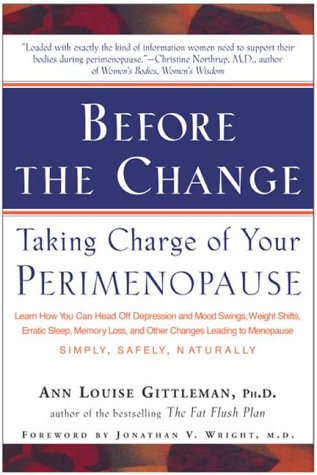 "Loaded with exactly the kind of information women need to support their
bodies during perimenopause."—Christine Northrup, M.D., author
of Women's Bodies, Women's Wisdom
BEFORE
THE CHANGE
Taking Charge of Your
PERIMENOPAUSE
Learn How You Can Head Off Depression and Mood Swings, Weight Shifts,
Erratic Sleep, Memory Loss, and Other Changes Leading to Menopause
SIMPLY, SAFELY, NATURALLY
ANN LOUISE GITTLEMAN, PH.D.
author of the bestselling The Fat Flush Plan
FOREWORD BY JONATHAN V. WRIGHT, M.D.